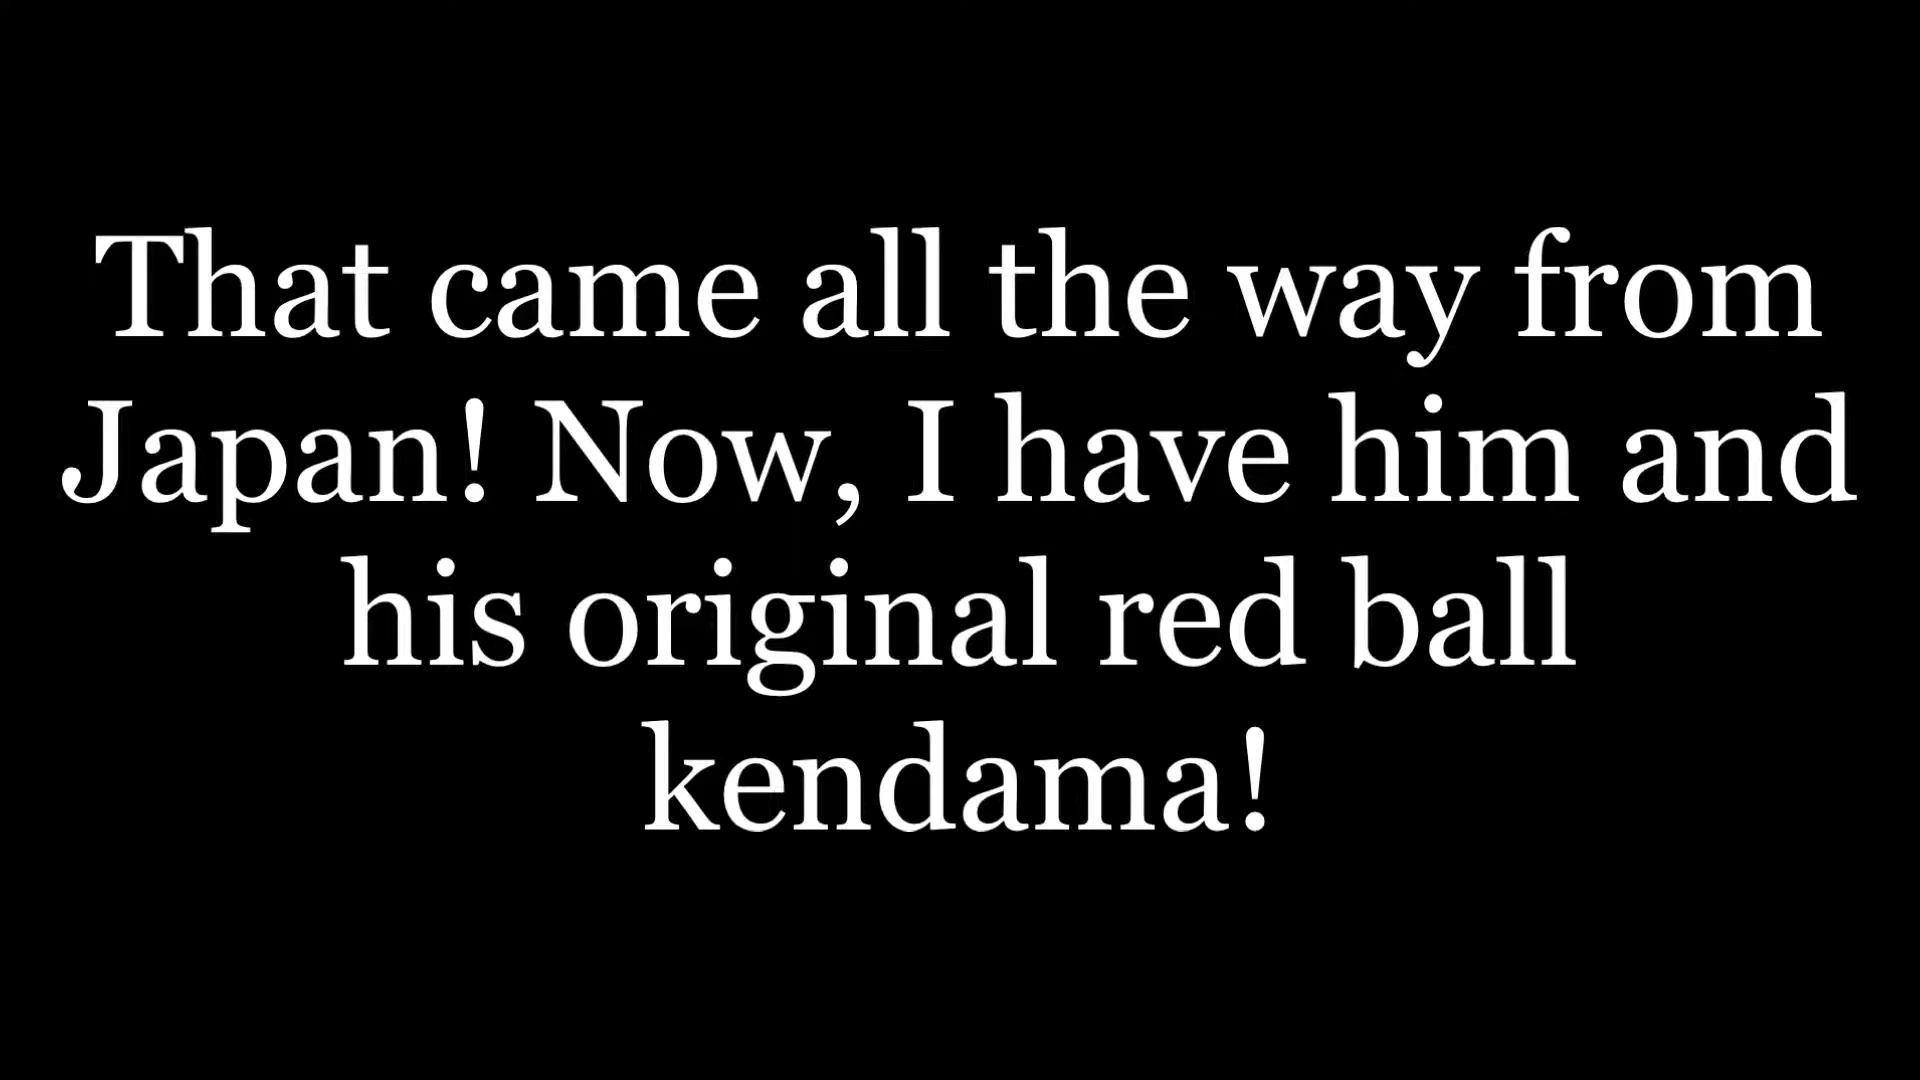 That came all the way from
Japan! Now, I have him and
his original red ball
kendama!